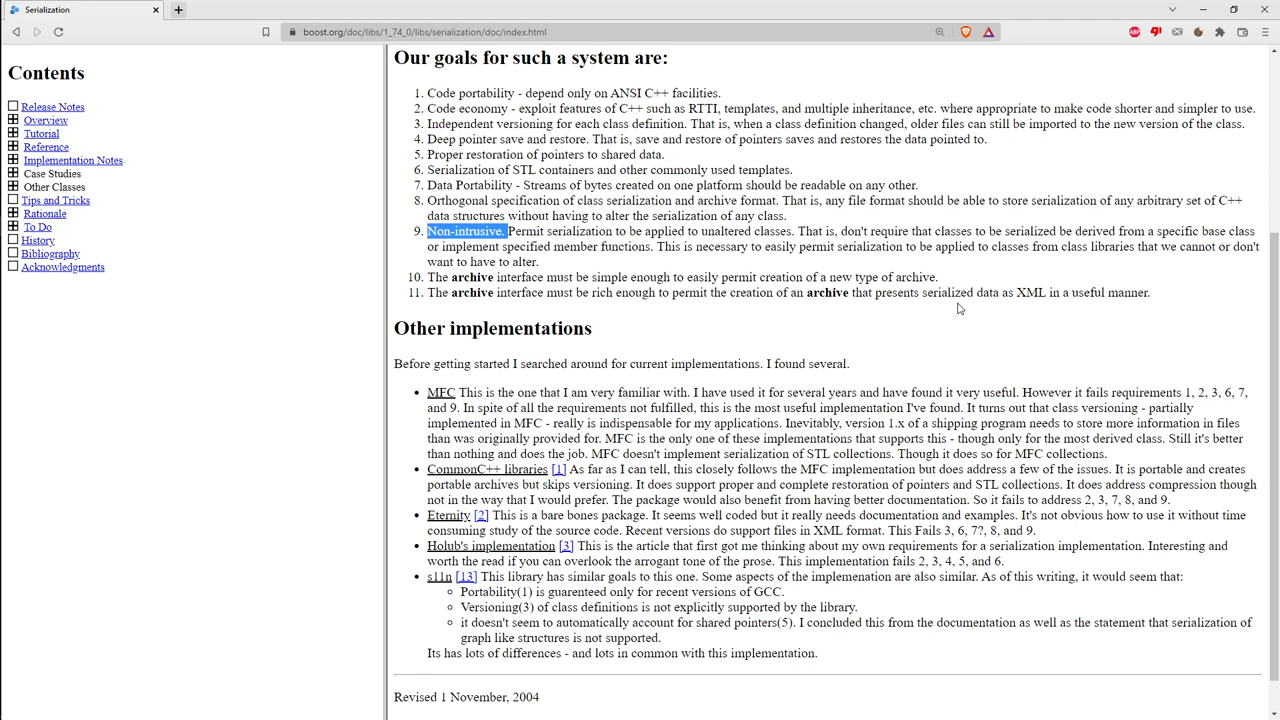 Serialization
boost.org/doc/libs/1_74_0/libs/serialization/doc/index.html
Contents
Release Notes
Overview
Tutorial
Reference
Implementation Notes
Case Studies
Other Classes
Tips and Tricks
Rationale
To Do
History
Bibliography
Acknowledgments
Our goals for such a system are:
1. Code portability - depend only on ANSI C++ facilities.
2. Code economy - exploit features of C++ such as RTTI, templates, and multiple inheritance, etc. where appropriate to make code shorter and simpler to use.
3. Independent versioning for each class definition. That is, when a class definition changed, older files can still be imported to the new version of the class.
4. Deep pointer save and restore. That is, save and restore of pointers saves and restores the data pointed to.
5. Proper restoration of pointers to shared data.
6. Serialization of STL containers and other commonly used templates.
7. Data Portability - Streams of bytes created on one platform should be readable on any other.
8. Orthogonal specification of class serialization and archive format. That is, any file format should be able to store serialization of any arbitrary set of C++
data structures without having to alter the serialization of any class.
9. Non-intrusive. Permit serialization to be applied to unaltered classes. That is, don't require that classes to be serialized be derived from a specific base class
or implement specified member functions. This is necessary to easily permit serialization to be applied to classes from class libraries that we cannot or don't
want to have to alter.
10. The archive interface must be simple enough to easily permit creation of a new type of archive.
11. The archive interface must be rich enough to permit the creation of an archive that presents serialized data as XML in a useful manner.
Other implementations
Before getting started I searched around for current implementations. I found several.
• MFC This is the one that I am very familiar with. I have used it for several years and have found it very useful. However it fails requirements 1, 2, 3, 6, 7,
and 9. In spite of all the requirements not fulfilled, this is the most useful implementation I've found. It turns out that class versioning - partially
implemented in MFC - really is indispensable for my applications. Inevitably, version 1.x of a shipping program needs to store more information in files
than was originally provided for. MFC is the only one of these implementations that supports this - though only for the most derived class. Still it's better
than nothing and does the job. MFC doesn't implement serialization of STL collections. Though it does so for MFC collections.
• CommonC++ libraries [1] As far as I can tell, this closely follows the MFC implementation but does address a few of the issues. It is portable and creates
portable archives but skips versioning. It does support proper and complete restoration of pointers and STL collections. It does address compression though
not in the way that I would prefer. The package would also benefit from having better documentation. So it fails to address 2, 3, 7, 8, and 9.
• Eternity [2] This is a bare bones package. It seems well coded but it really needs documentation and examples. It's not obvious how to use it without time
consuming study of the source code. Recent versions do support files in XML format. This Fails 3, 6, 7?, 8, and 9.
• Holub's implementation [3] This is the article that first got me thinking about my own requirements for a serialization implementation. Interesting and
worth the read if you can overlook the arrogant tone of the prose. This implementation fails 2, 3, 4, 5, and 6.
• s11n [13] This library has similar goals to this one. Some aspects of the implemenation are also similar. As of this writing, it would seem that:
◦ Portability(1) is guarenteed only for recent versions of GCC.
◦ Versioning(3) of class definitions is not explicitly supported by the library.
◦ it doesn't seem to automatically account for shared pointers(5). I concluded this from the documentation as well as the statement that serialization of
graph like structures is not supported.
Its has lots of differences - and lots in common with this implementation.
Revised 1 November, 2004